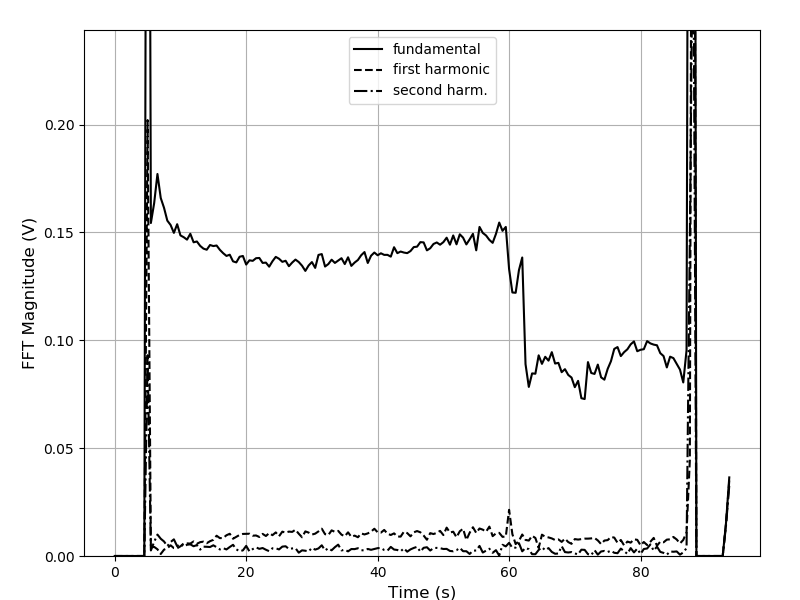 fundamental
first harmonic
second harm.
FFT Magnitude (V)
0.20
0.15
0.10
0.05
0.00
0 20 40 60 80
Time (s)